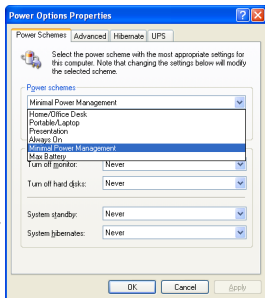 Power Options Properties
Power Schemes Advanced Hibernate UPS
Select the power scheme with the most appropriate settings for
this computer. Note that changing the settings below will modify
the selected scheme.
Power schemes
Minimal Power Management
Home/Office Desk
Portable/Laptop
Presentation
Always On
Minimal Power Management
Max Battery
Turn off monitor: Never
Turn off hard disks: Never
System standby: Never
System hibernates: Never
OK Cancel Apply